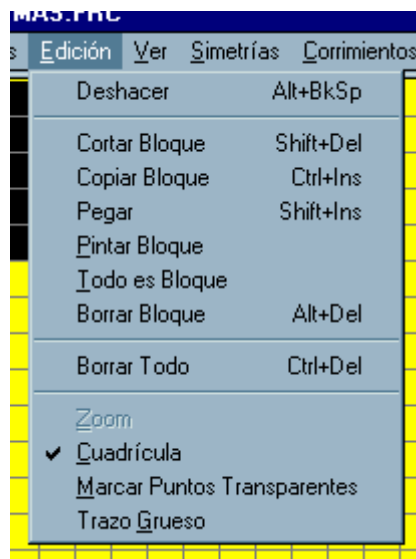 MAS.PRC
s Edición Ver Simetrías Corrimientos
Deshacer Alt+BkSp
Cortar Bloque Shift+Del
Copiar Bloque Ctrl+Ins
Pegar Shift+Ins
Pintar Bloque
Todo es Bloque
Borrar Bloque Alt+Del
Borrar Todo Ctrl+Del
Zoom
Cuadrícula
Marcar Puntos Transparentes
Trazo Grueso